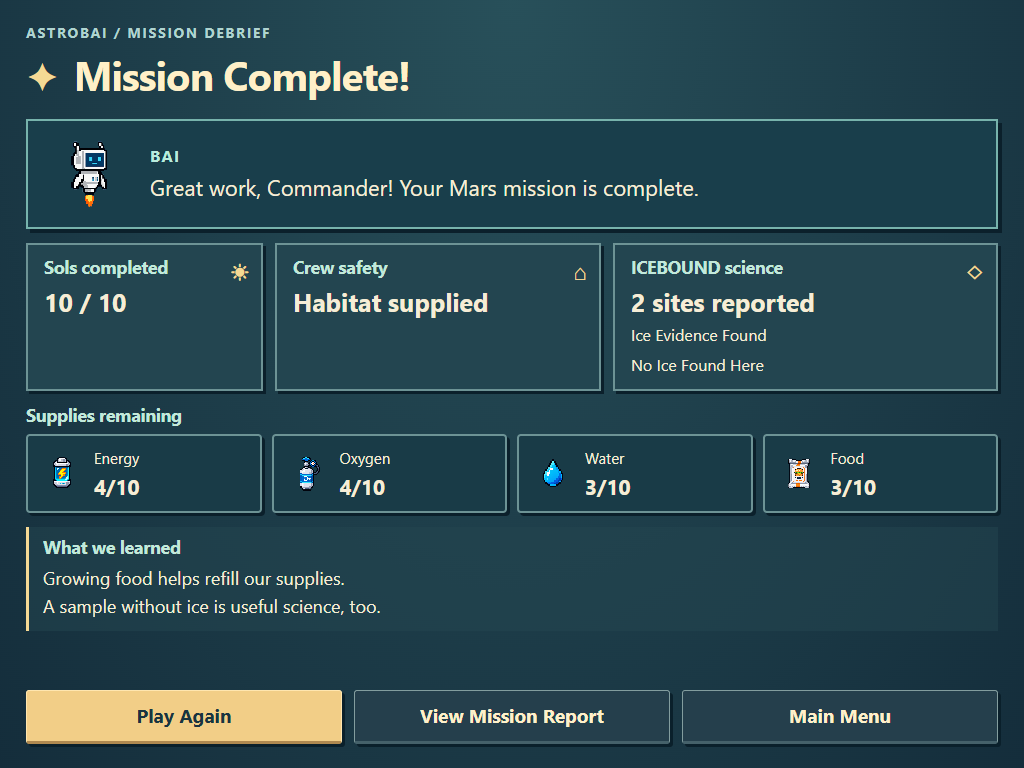 ASTROBAI / MISSION DEBRIEF
Mission Complete!
BAI
Great work, Commander! Your Mars mission is complete.
Sols completed
10 / 10
Crew safety
Habitat supplied
ICEBOUND science
2 sites reported
Ice Evidence Found
No Ice Found Here
Supplies remaining
Energy
4/10
Oxygen
4/10
Water
3/10
Food
3/10
What we learned
Growing food helps refill our supplies.
A sample without ice is useful science, too.
Play Again
View Mission Report
Main Menu